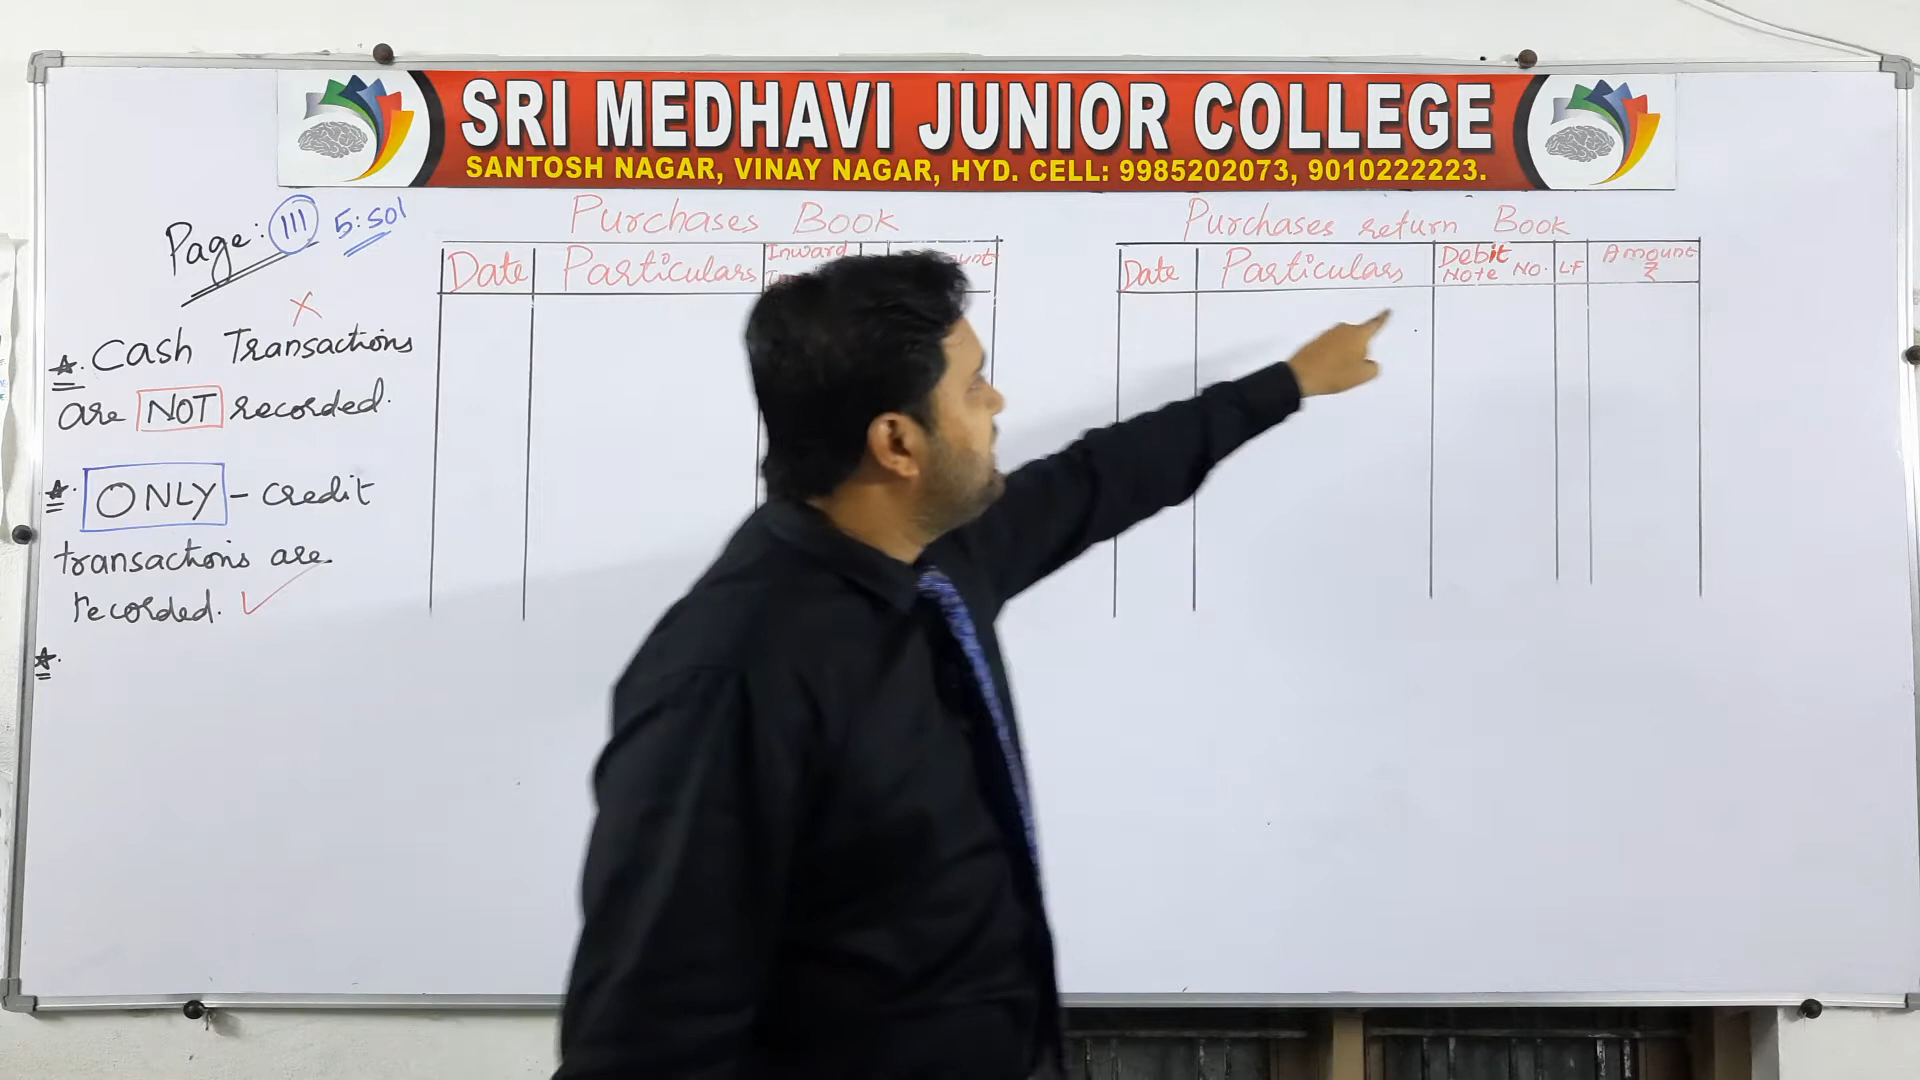 SRI MEDHAVI JUNIOR COLLEGE
SANTOSH NAGAR, VINAY NAGAR, HYD. CELL: 9985202073, 9010222223.
Page: 111 5:Sol
Cash Transactions
are NOT recorded.
ONLY - credit
transactions are
recorded.
Purchases Book
Date Particulars Inward
Purchases return Book
Date Particulars Debit Note No. LF Amount ₹